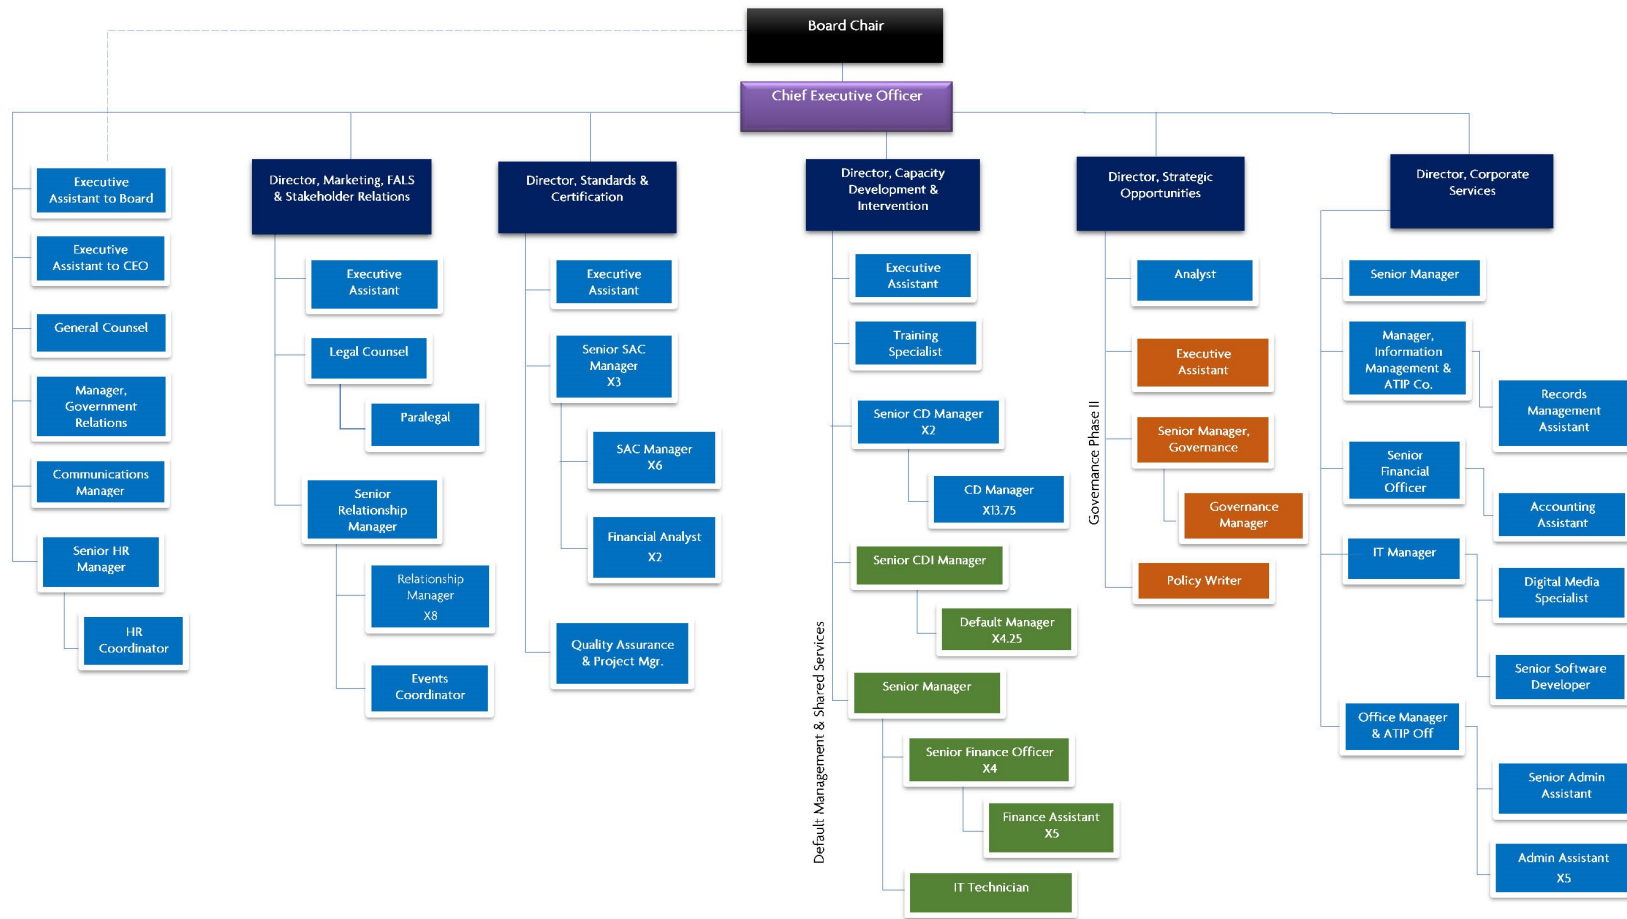 Board Chair
Chief Executive Officer
Executive
Assistant to Board
Executive
Assistant to CEO
General Counsel
Manager,
Government
Relations
Communications
Manager
Senior HR
Manager
HR
Coordinator
Director, Marketing, FALS
& Stakeholder Relations
Executive
Assistant
Legal Counsel
Paralegal
Senior
Relationship
Manager
Relationship
Manager
X8
Events
Coordinator
Director, Standards &
Certification
Executive
Assistant
Senior SAC
Manager
X3
SAC Manager
X6
Financial Analyst
X2
Quality Assurance
& Project Mgr.
Director, Capacity
Development &
Intervention
Executive
Assistant
Training
Specialist
Senior CD Manager
X2
CD Manager
X13.75
Default Management & Shared Services
Senior CDI Manager
Default Manager
X4.25
Senior Manager
Senior Finance Officer
X4
Finance Assistant
X5
IT Technician
Director, Strategic
Opportunities
Analyst
Governance Phase II
Executive
Assistant
Senior Manager,
Governance
Governance
Manager
Policy Writer
Director, Corporate
Services
Senior Manager
Manager,
Information
Management &
ATIP Co.
Records
Management
Assistant
Senior
Financial
Officer
Accounting
Assistant
IT Manager
Digital Media
Specialist
Senior Software
Developer
Office Manager
& ATIP Off
Senior Admin
Assistant
Admin Assistant
X5